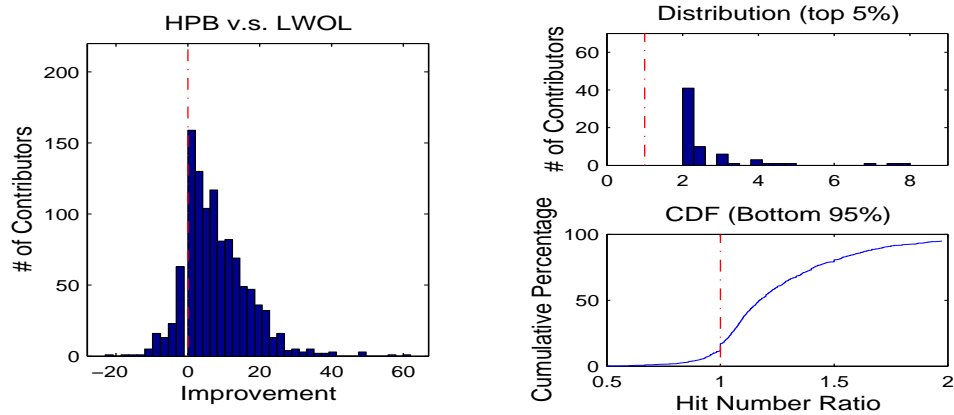 HPB v.s. LWOL
200
150
100
50
0
# of Contributors
−20 0 20 40 60
Improvement
Distribution (top 5%)
60
40
20
0
# of Contributors
0 2 4 6 8
CDF (Bottom 95%)
100
50
0
Cumulative Percentage
0.5 1 1.5 2
Hit Number Ratio